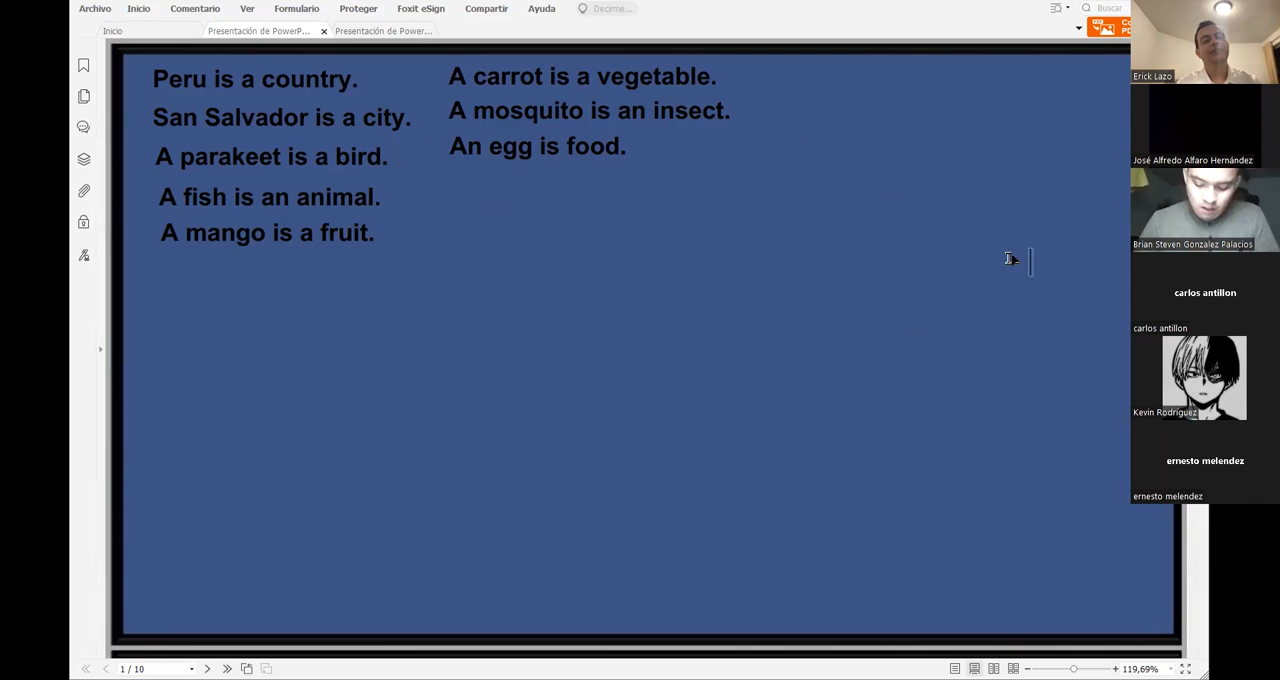 Archivo Inicio Comentario Ver Formulario Proteger Foxit eSign Compartir Ayuda Decirme... Buscar
Inicio Presentación de PowerP... Presentación de Power...
Peru is a country.
San Salvador is a city.
A parakeet is a bird.
A fish is an animal.
A mango is a fruit.
A carrot is a vegetable.
A mosquito is an insect.
An egg is food.
Erick Lazo
José Alfredo Alfaro Hernández
Brian Steven Gonzalez Palacios
carlos antillon
carlos antillon
Kevin Rodríguez
ernesto melendez
ernesto melendez
1 / 10
119,69%